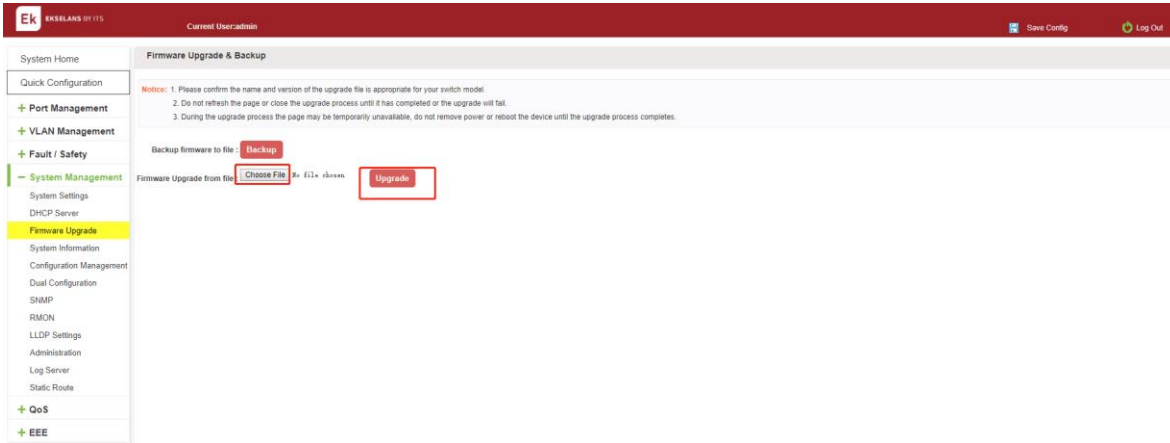 Ek EKSELANS BY ITS
Current User:admin
Save Config
Log Out
System Home
Quick Configuration
+ Port Management
+ VLAN Management
+ Fault / Safety
− System Management
System Settings
DHCP Server
Firmware Upgrade
System Information
Configuration Management
Dual Configuration
SNMP
RMON
LLDP Settings
Administration
Log Server
Static Route
+ QoS
+ EEE
Firmware Upgrade & Backup
Notice: 1. Please confirm the name and version of the upgrade file is appropriate for your switch model.
2. Do not refresh the page or close the upgrade process until it has completed or the upgrade will fail.
3. During the upgrade process the page may be temporarily unavailable, do not remove power or reboot the device until the upgrade process completes.
Backup firmware to file : Backup
Firmware Upgrade from file: Choose File No file chosen Upgrade